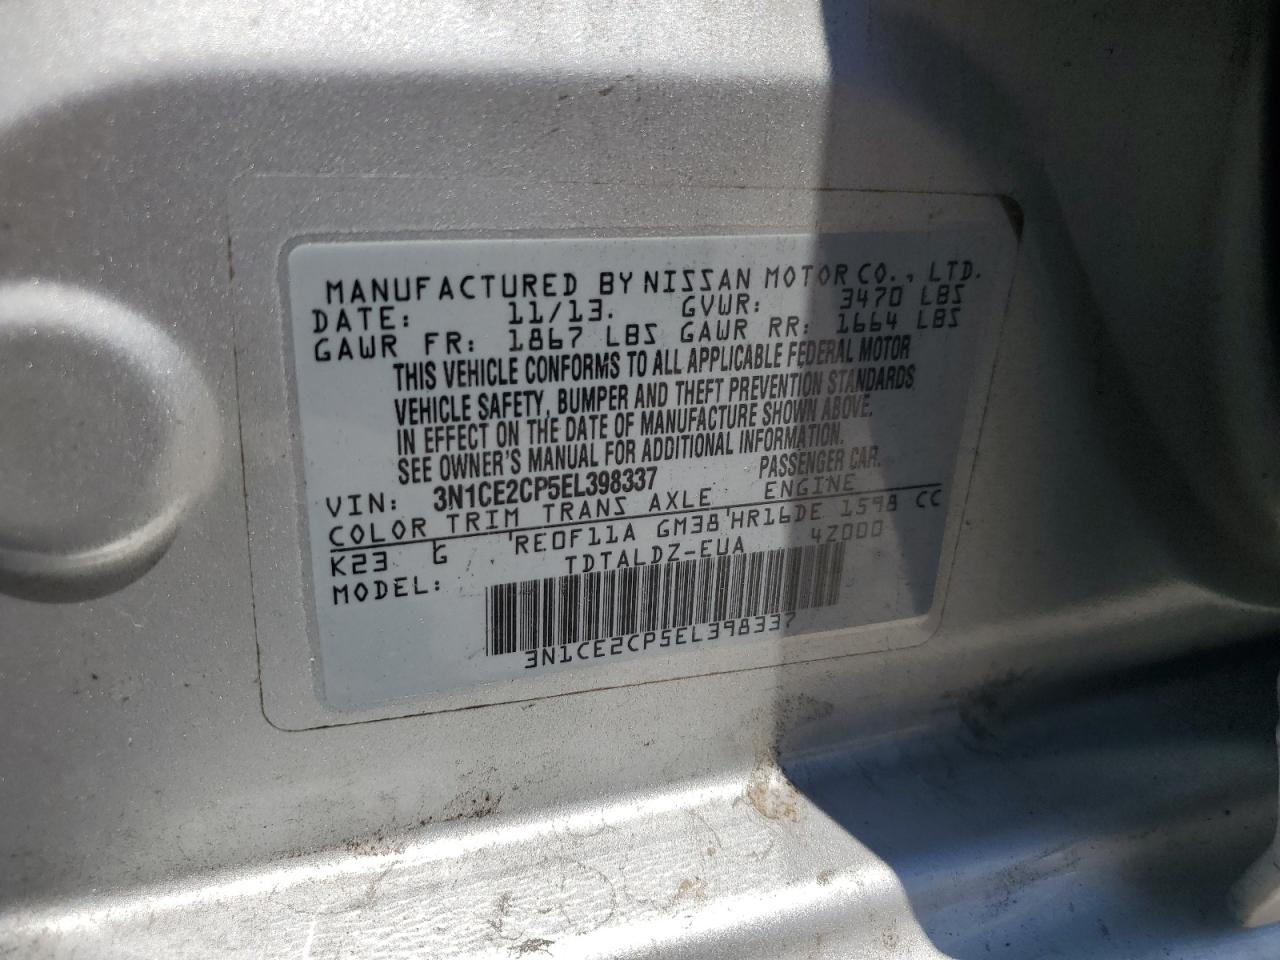 MANUFACTURED BY NISSAN MOTOR CO., LTD.
DATE: 11/13. GVWR: 3470 LBS
GAWR FR: 1867 LBS GAWR RR: 1664 LBS
THIS VEHICLE CONFORMS TO ALL APPLICABLE FEDERAL MOTOR
VEHICLE SAFETY, BUMPER AND THEFT PREVENTION STANDARDS
IN EFFECT ON THE DATE OF MANUFACTURE SHOWN ABOVE.
SEE OWNER'S MANUAL FOR ADDITIONAL INFORMATION.
VIN: 3N1CE2CP5EL398337 PASSENGER CAR.
COLOR TRIM TRANS AXLE ENGINE
K23 G RE0F11A GM38 HR16DE 1598 CC
MODEL: TDTALDZ-EUA 4Z000
3N1CE2CP5EL398337